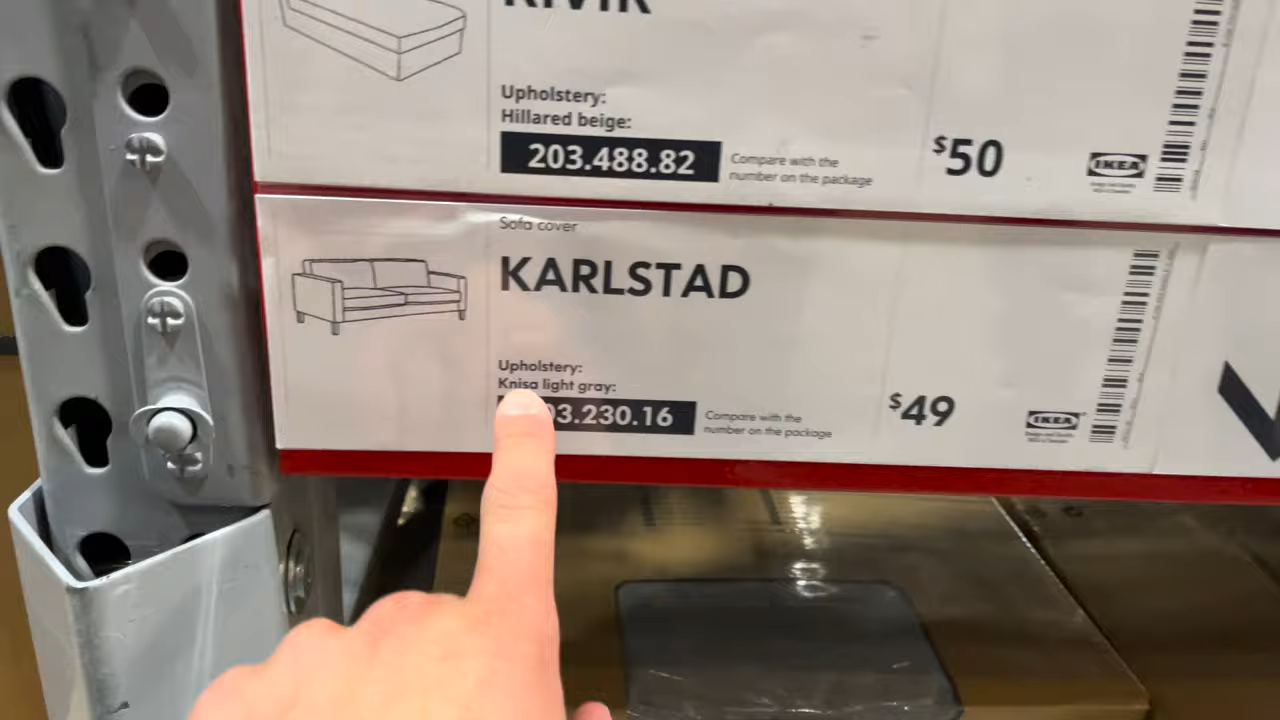 KIVIK
Upholstery:
Hillared beige:
203.488.82
Compare with the
number on the package
$50
IKEA
Sofa cover
KARLSTAD
Upholstery:
Knisa light gray:
03.230.16
Compare with the
number on the package
$49
IKEA